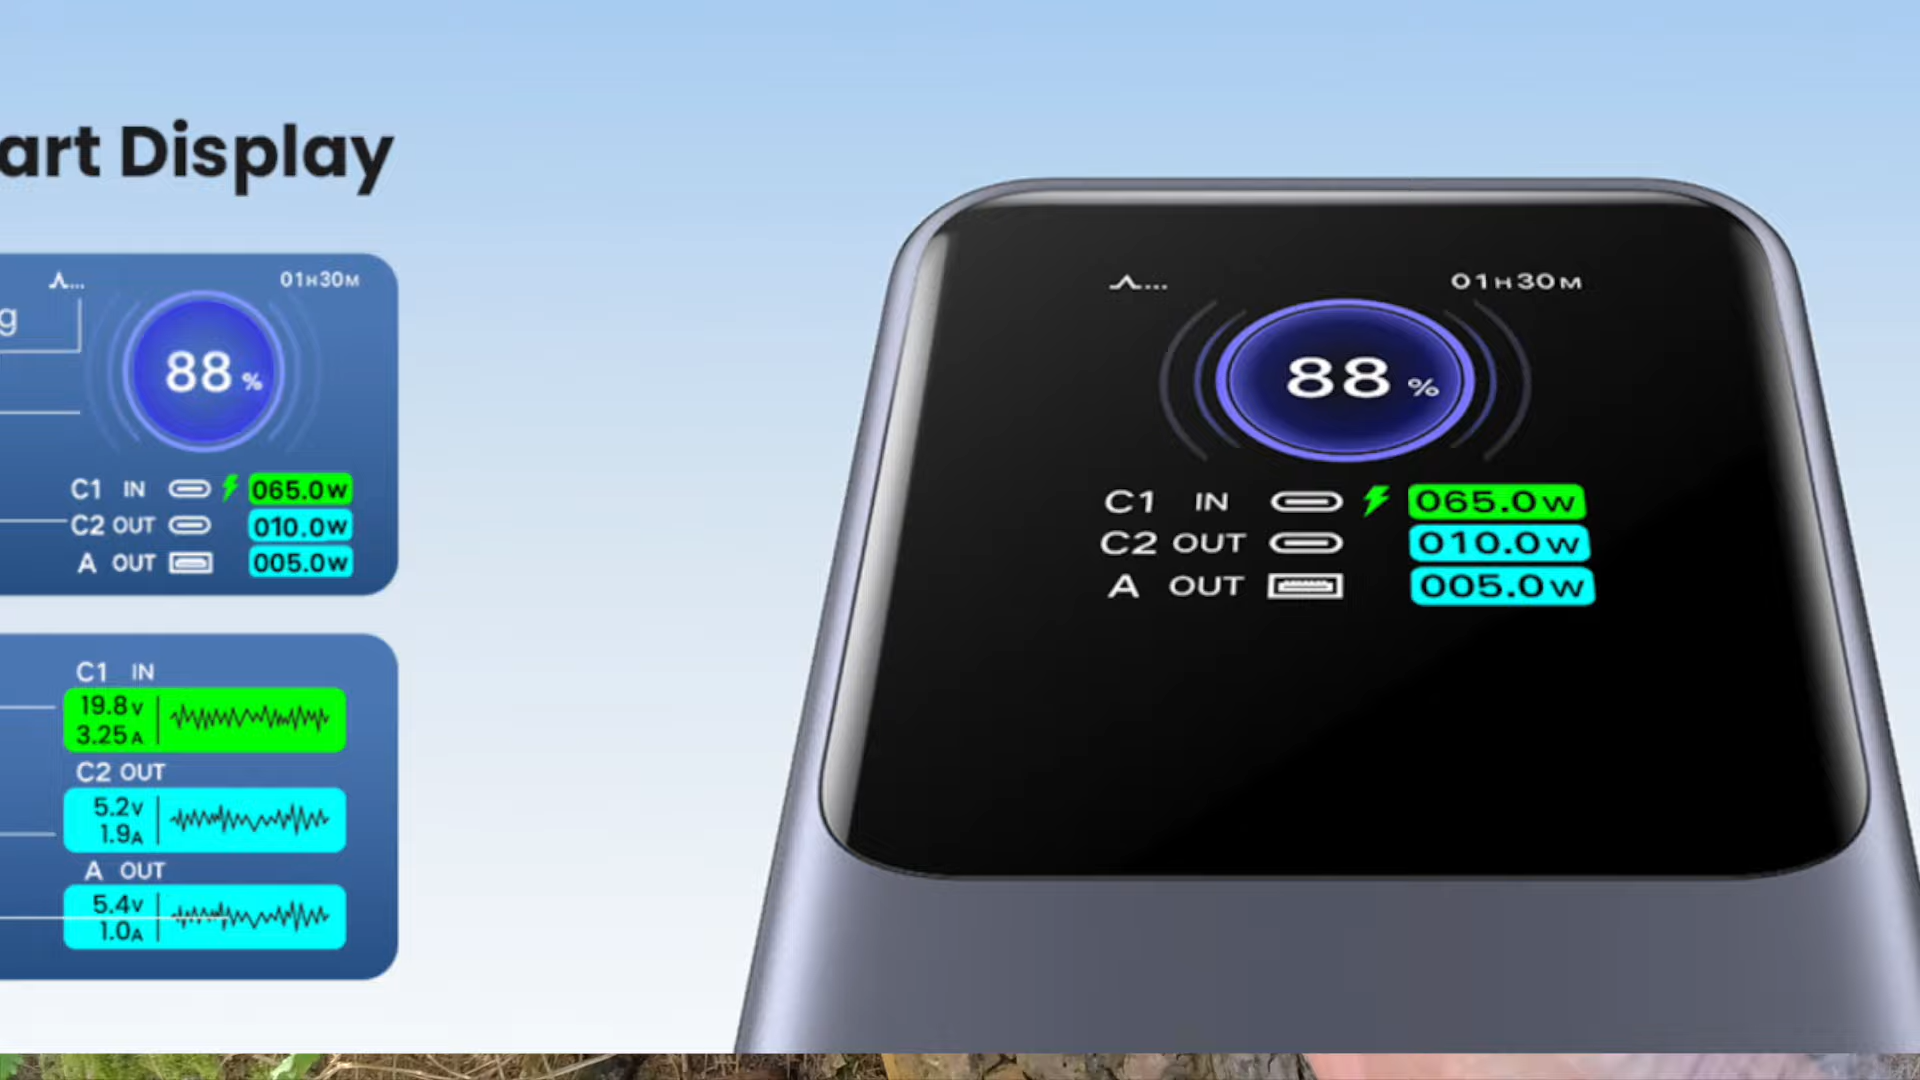 art Display
g
01H30M
88 %
C1 IN 065.0W
C2 OUT 010.0W
A OUT 005.0W
C1 IN
19.8V
3.25A
C2 OUT
5.2V
1.9A
A OUT
5.4V
1.0A
01H30M
88 %
C1 IN 065.0W
C2 OUT 010.0W
A OUT 005.0W